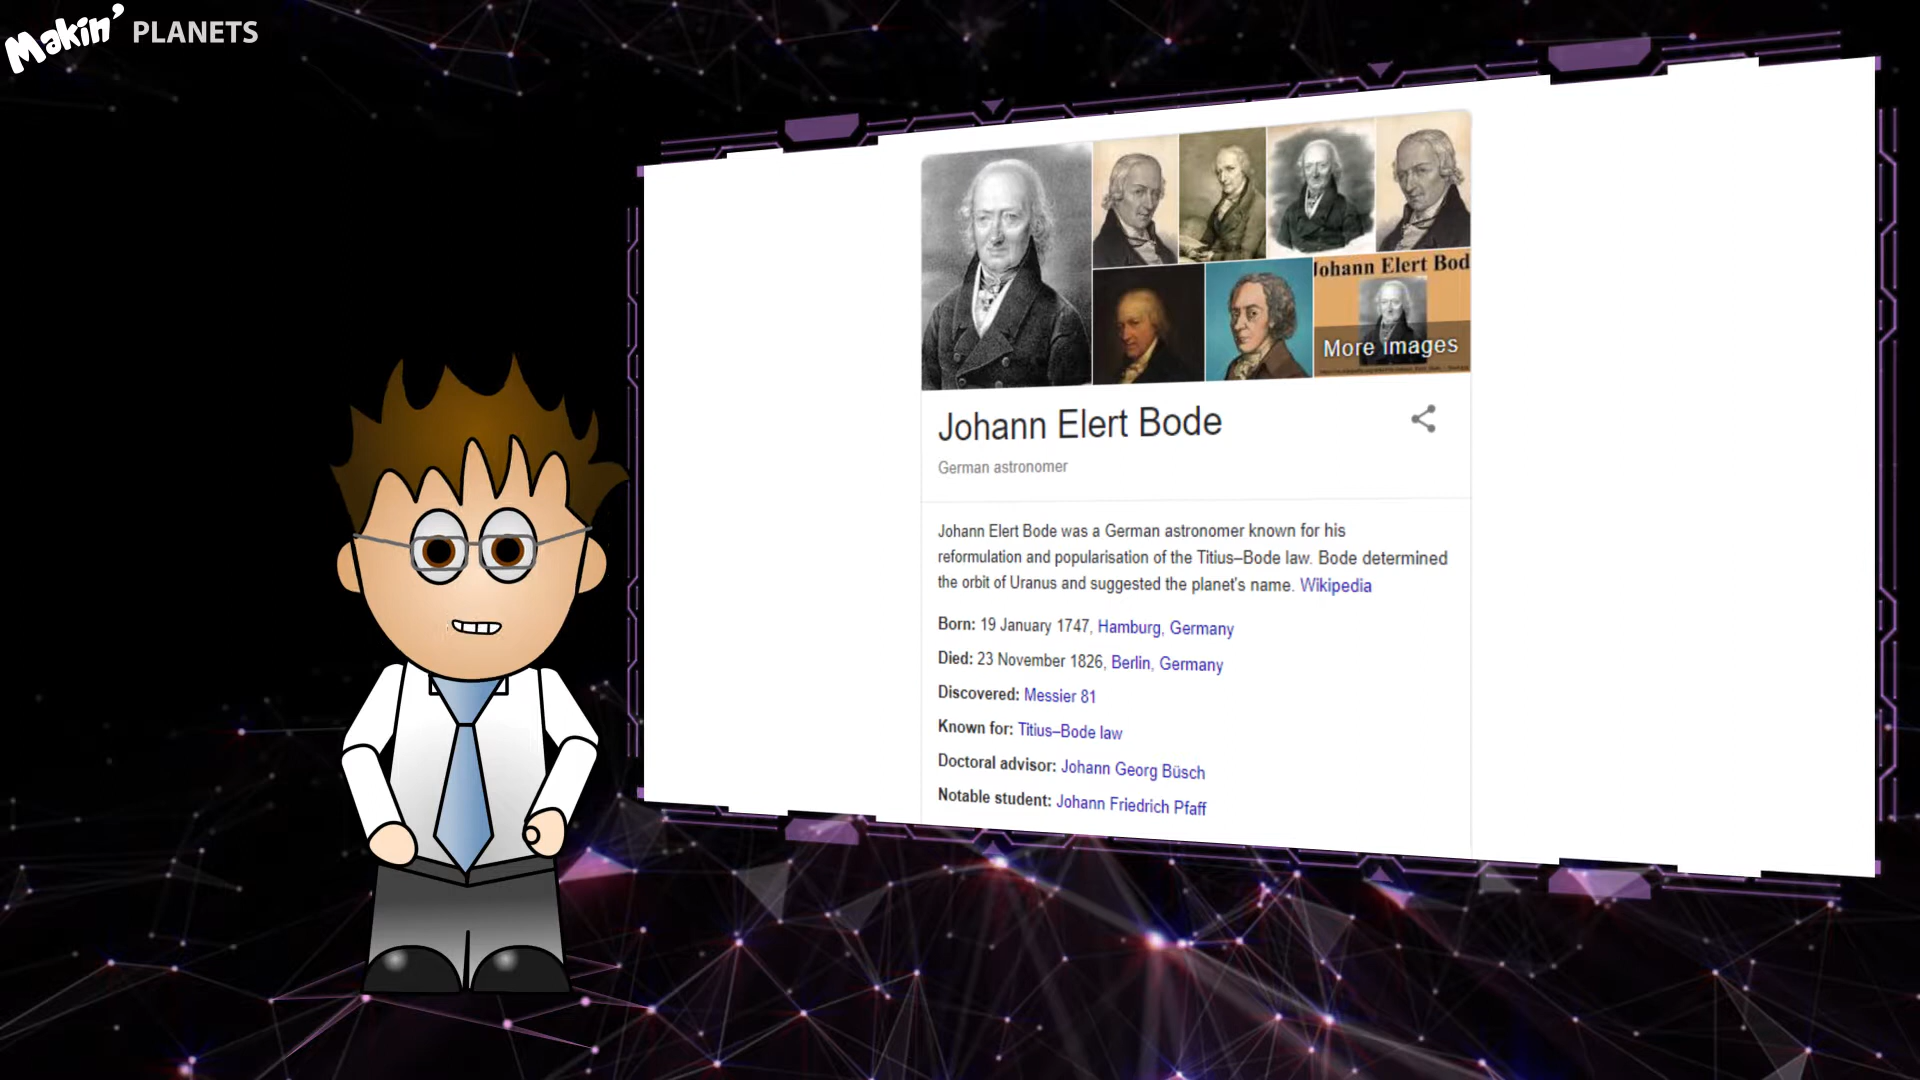 Makin' PLANETS
Johann Elert Bod
More images
Johann Elert Bode
German astronomer
Johann Elert Bode was a German astronomer known for his
reformulation and popularisation of the Titius–Bode law. Bode determined
the orbit of Uranus and suggested the planet's name. Wikipedia
Born: 19 January 1747, Hamburg, Germany
Died: 23 November 1826, Berlin, Germany
Discovered: Messier 81
Known for: Titius–Bode law
Doctoral advisor: Johann Georg Büsch
Notable student: Johann Friedrich Pfaff